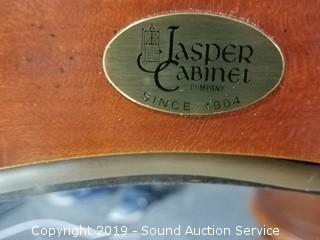 Jasper
Cabinet
COMPANY
SINCE 1904
Copyright 2019 - Sound Auction Service